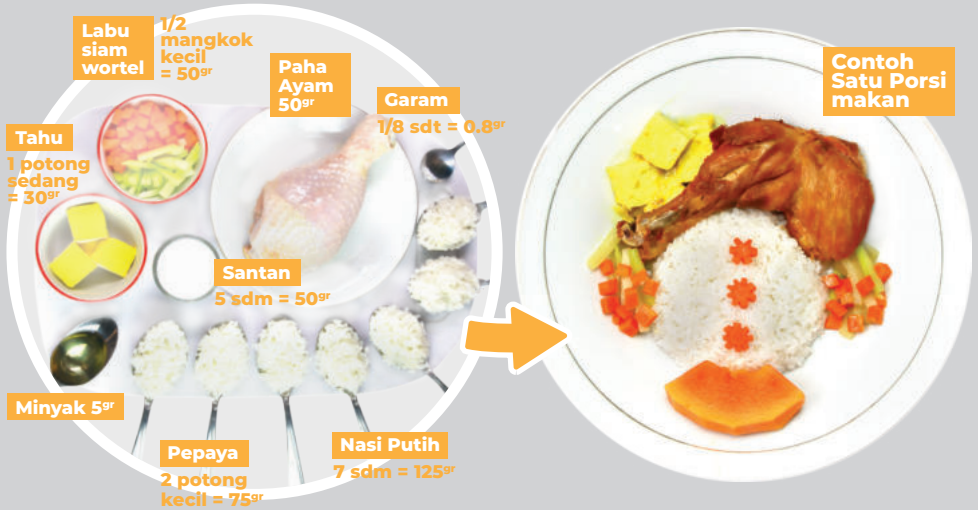 Labu
siam
wortel
1/2
mangkok
kecil
= 50gr
Paha
Ayam
50gr
Garam
1/8 sdt = 0.8gr
Tahu
1 potong
sedang
= 30gr
Santan
5 sdm = 50gr
Minyak 5gr
Pepaya
2 potong
kecil = 75gr
Nasi Putih
7 sdm = 125gr
Contoh
Satu Porsi
makan